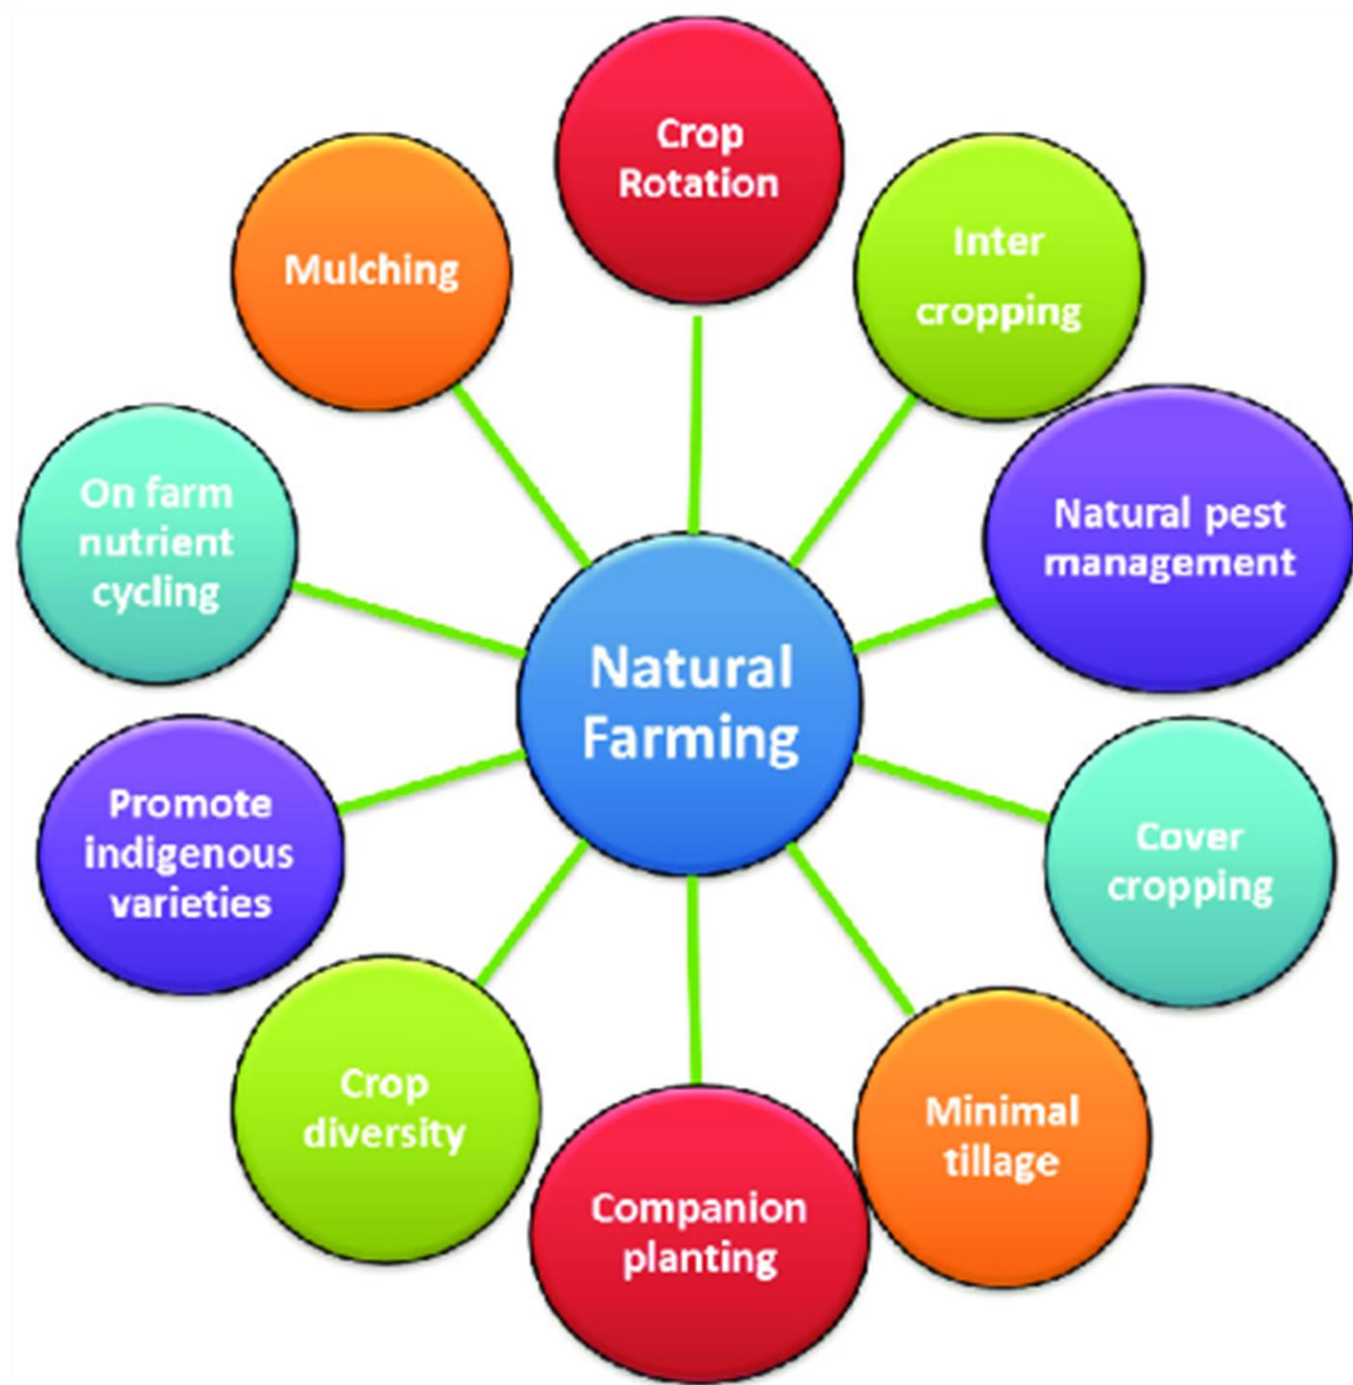 Crop
Rotation
Inter
cropping
Natural pest
management
Cover
cropping
Minimal
tillage
Companion
planting
Crop
diversity
Promote
indigenous
varieties
On farm
nutrient
cycling
Mulching
Natural
Farming